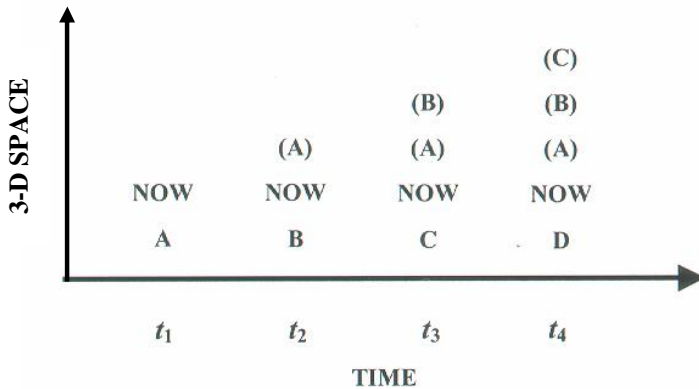 3-D SPACE
(C)
(B) (B)
(A) (A) (A)
NOW NOW NOW NOW
A B C D
t1 t2 t3 t4
TIME